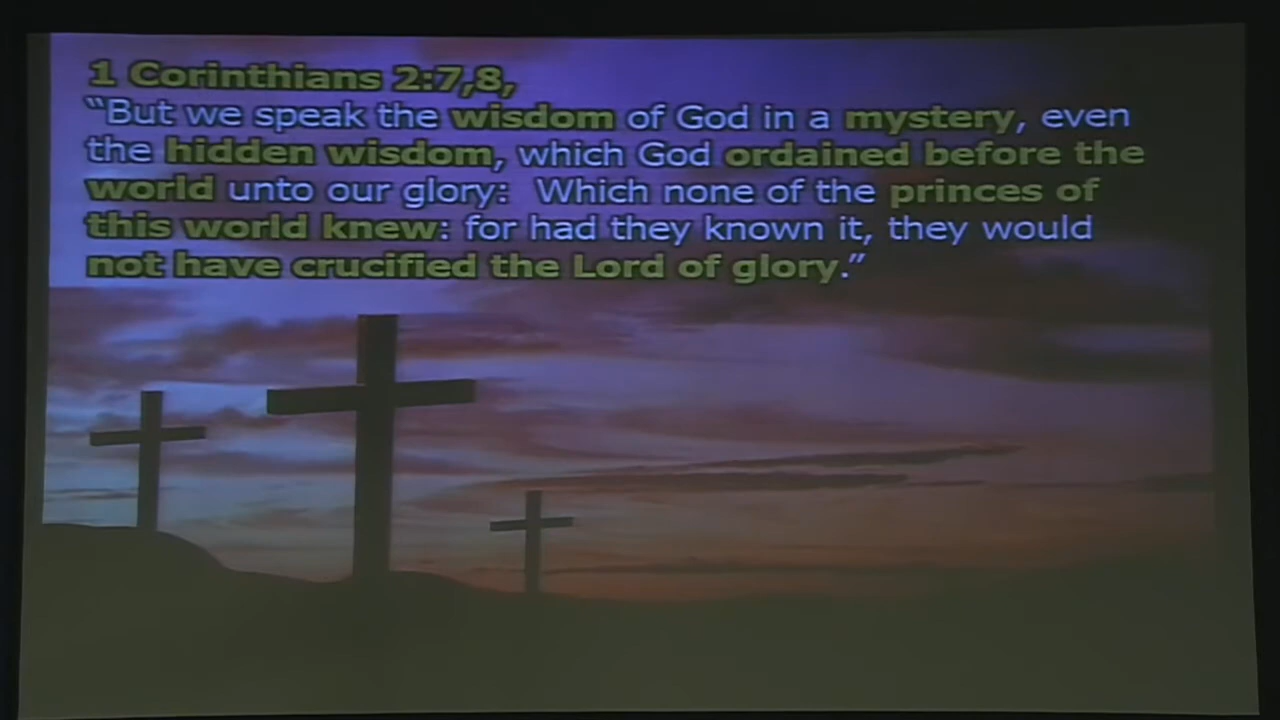 1 Corinthians 2:7,8,
“But we speak the wisdom of God in a mystery, even
the hidden wisdom, which God ordained before the
world unto our glory:  Which none of the princes of
this world knew: for had they known it, they would
not have crucified the Lord of glory.”